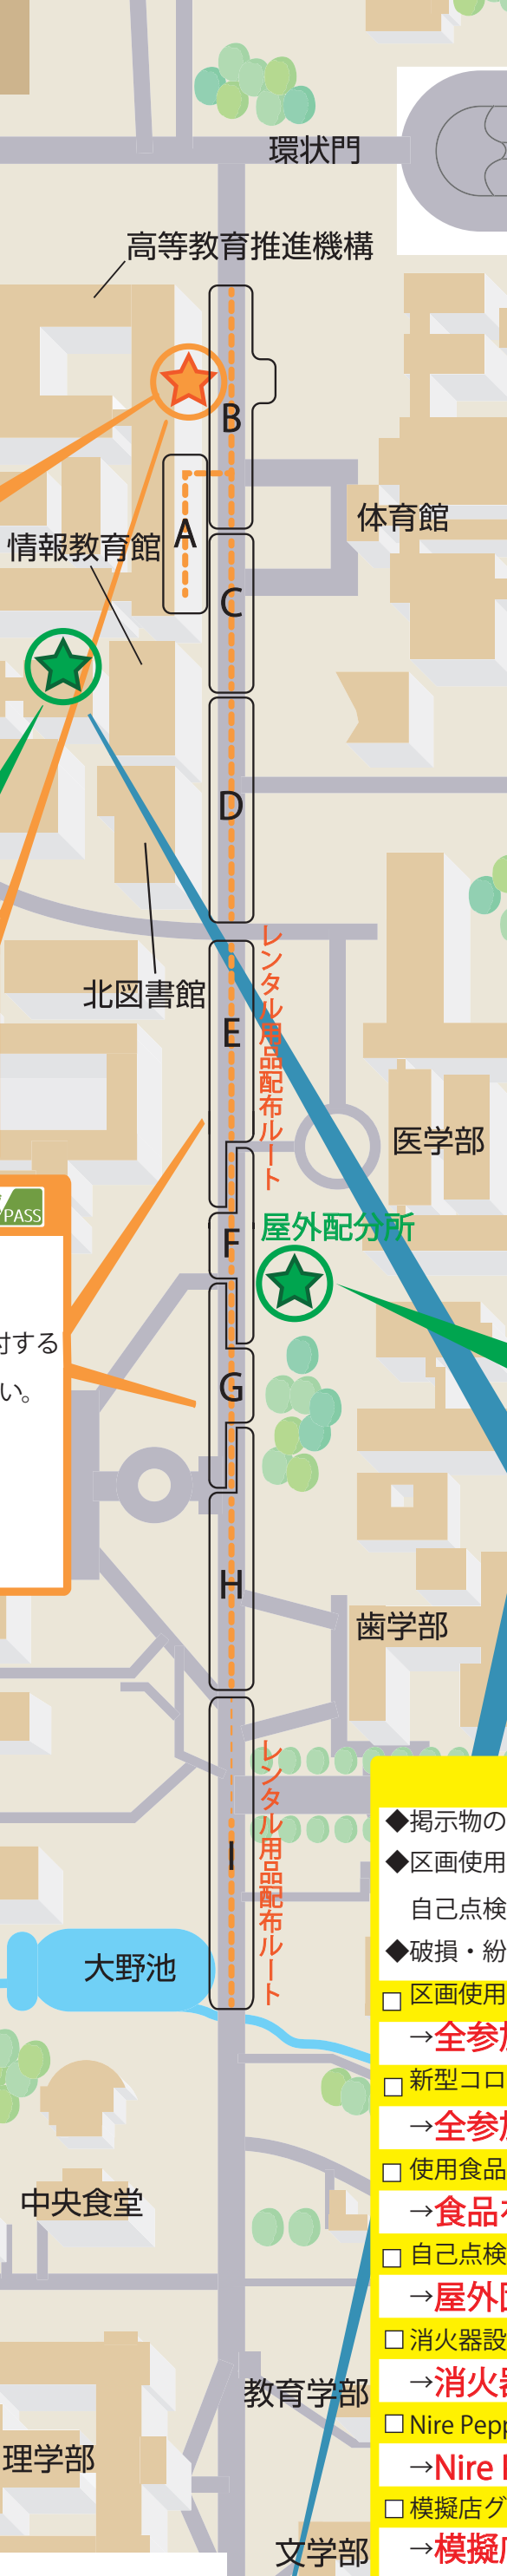 環状門
高等教育推進機構
B
体育館
A
情報教育館
C
D
レンタル用品配布ルート
北図書館
E
医学部
PASS
屋外配分所
F
対する
い。
G
H
歯学部
レンタル用品配布ルート
◆掲示物の
I
◆区画使用
自己点検
◆破損・紛
大野池
□ 区画使用
→全参加
□ 新型コロ
→全参加
□ 使用食品
中央食堂
→食品
□ 自己点検
→屋外
□ 消火器設
→消火器
教育学部
□ Nire Pepp
理学部
→Nire
□ 模擬店グ
→模擬店
文学部